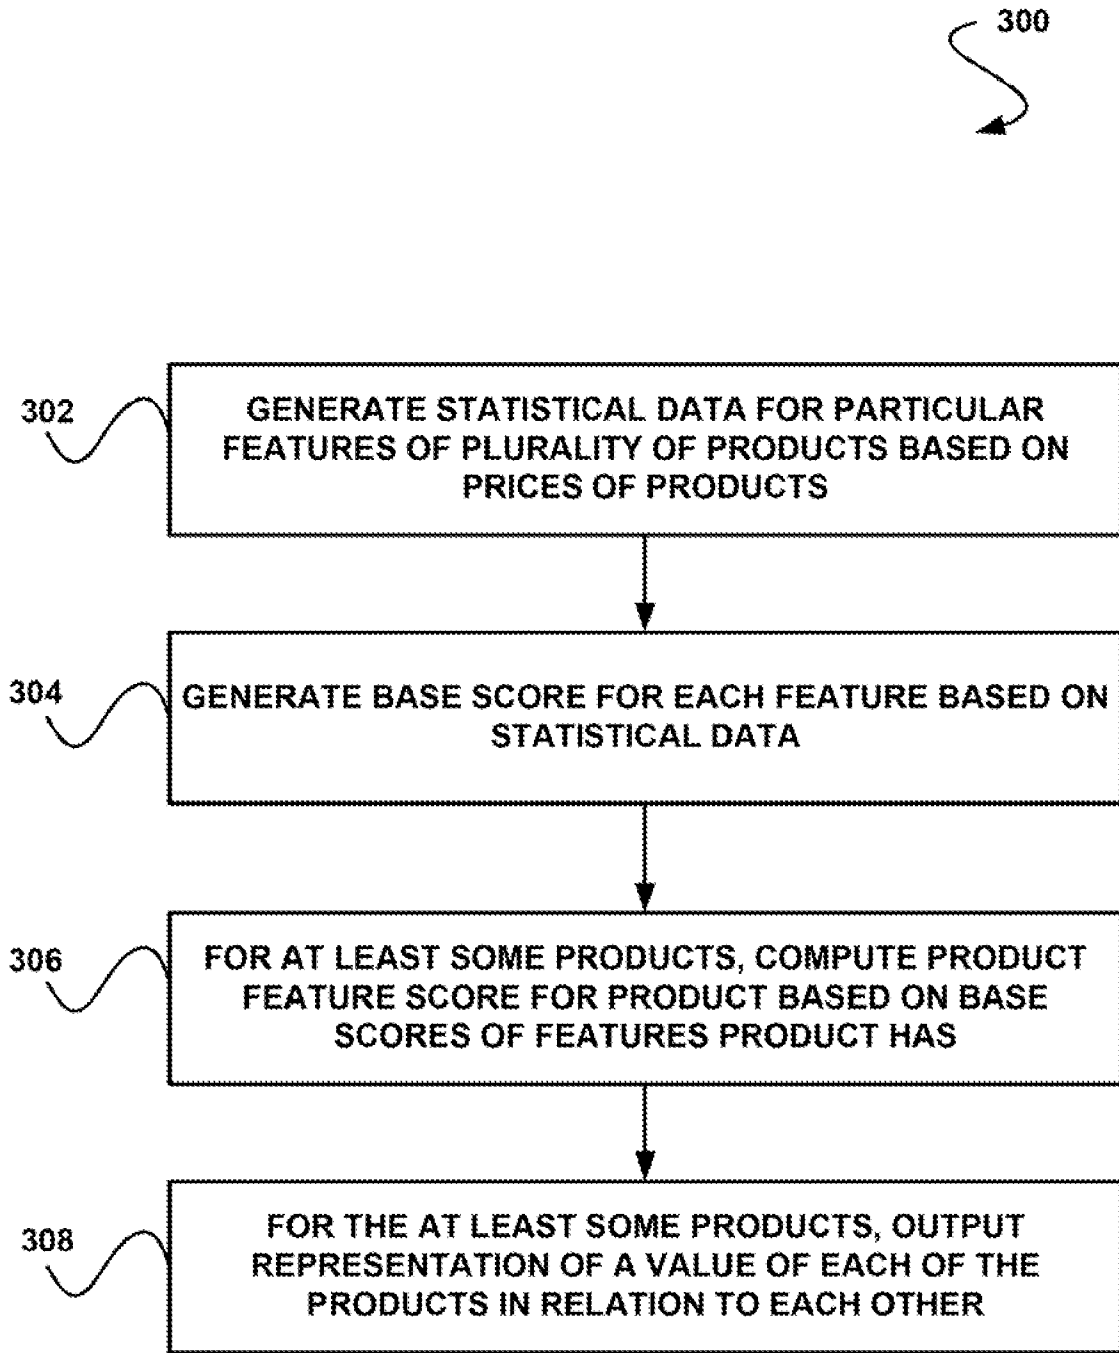 300
302
GENERATE STATISTICAL DATA FOR PARTICULAR
FEATURES OF PLURALITY OF PRODUCTS BASED ON
PRICES OF PRODUCTS
304
GENERATE BASE SCORE FOR EACH FEATURE BASED ON
STATISTICAL DATA
306
FOR AT LEAST SOME PRODUCTS, COMPUTE PRODUCT
FEATURE SCORE FOR PRODUCT BASED ON BASE
SCORES OF FEATURES PRODUCT HAS
308
FOR THE AT LEAST SOME PRODUCTS, OUTPUT
REPRESENTATION OF A VALUE OF EACH OF THE
PRODUCTS IN RELATION TO EACH OTHER